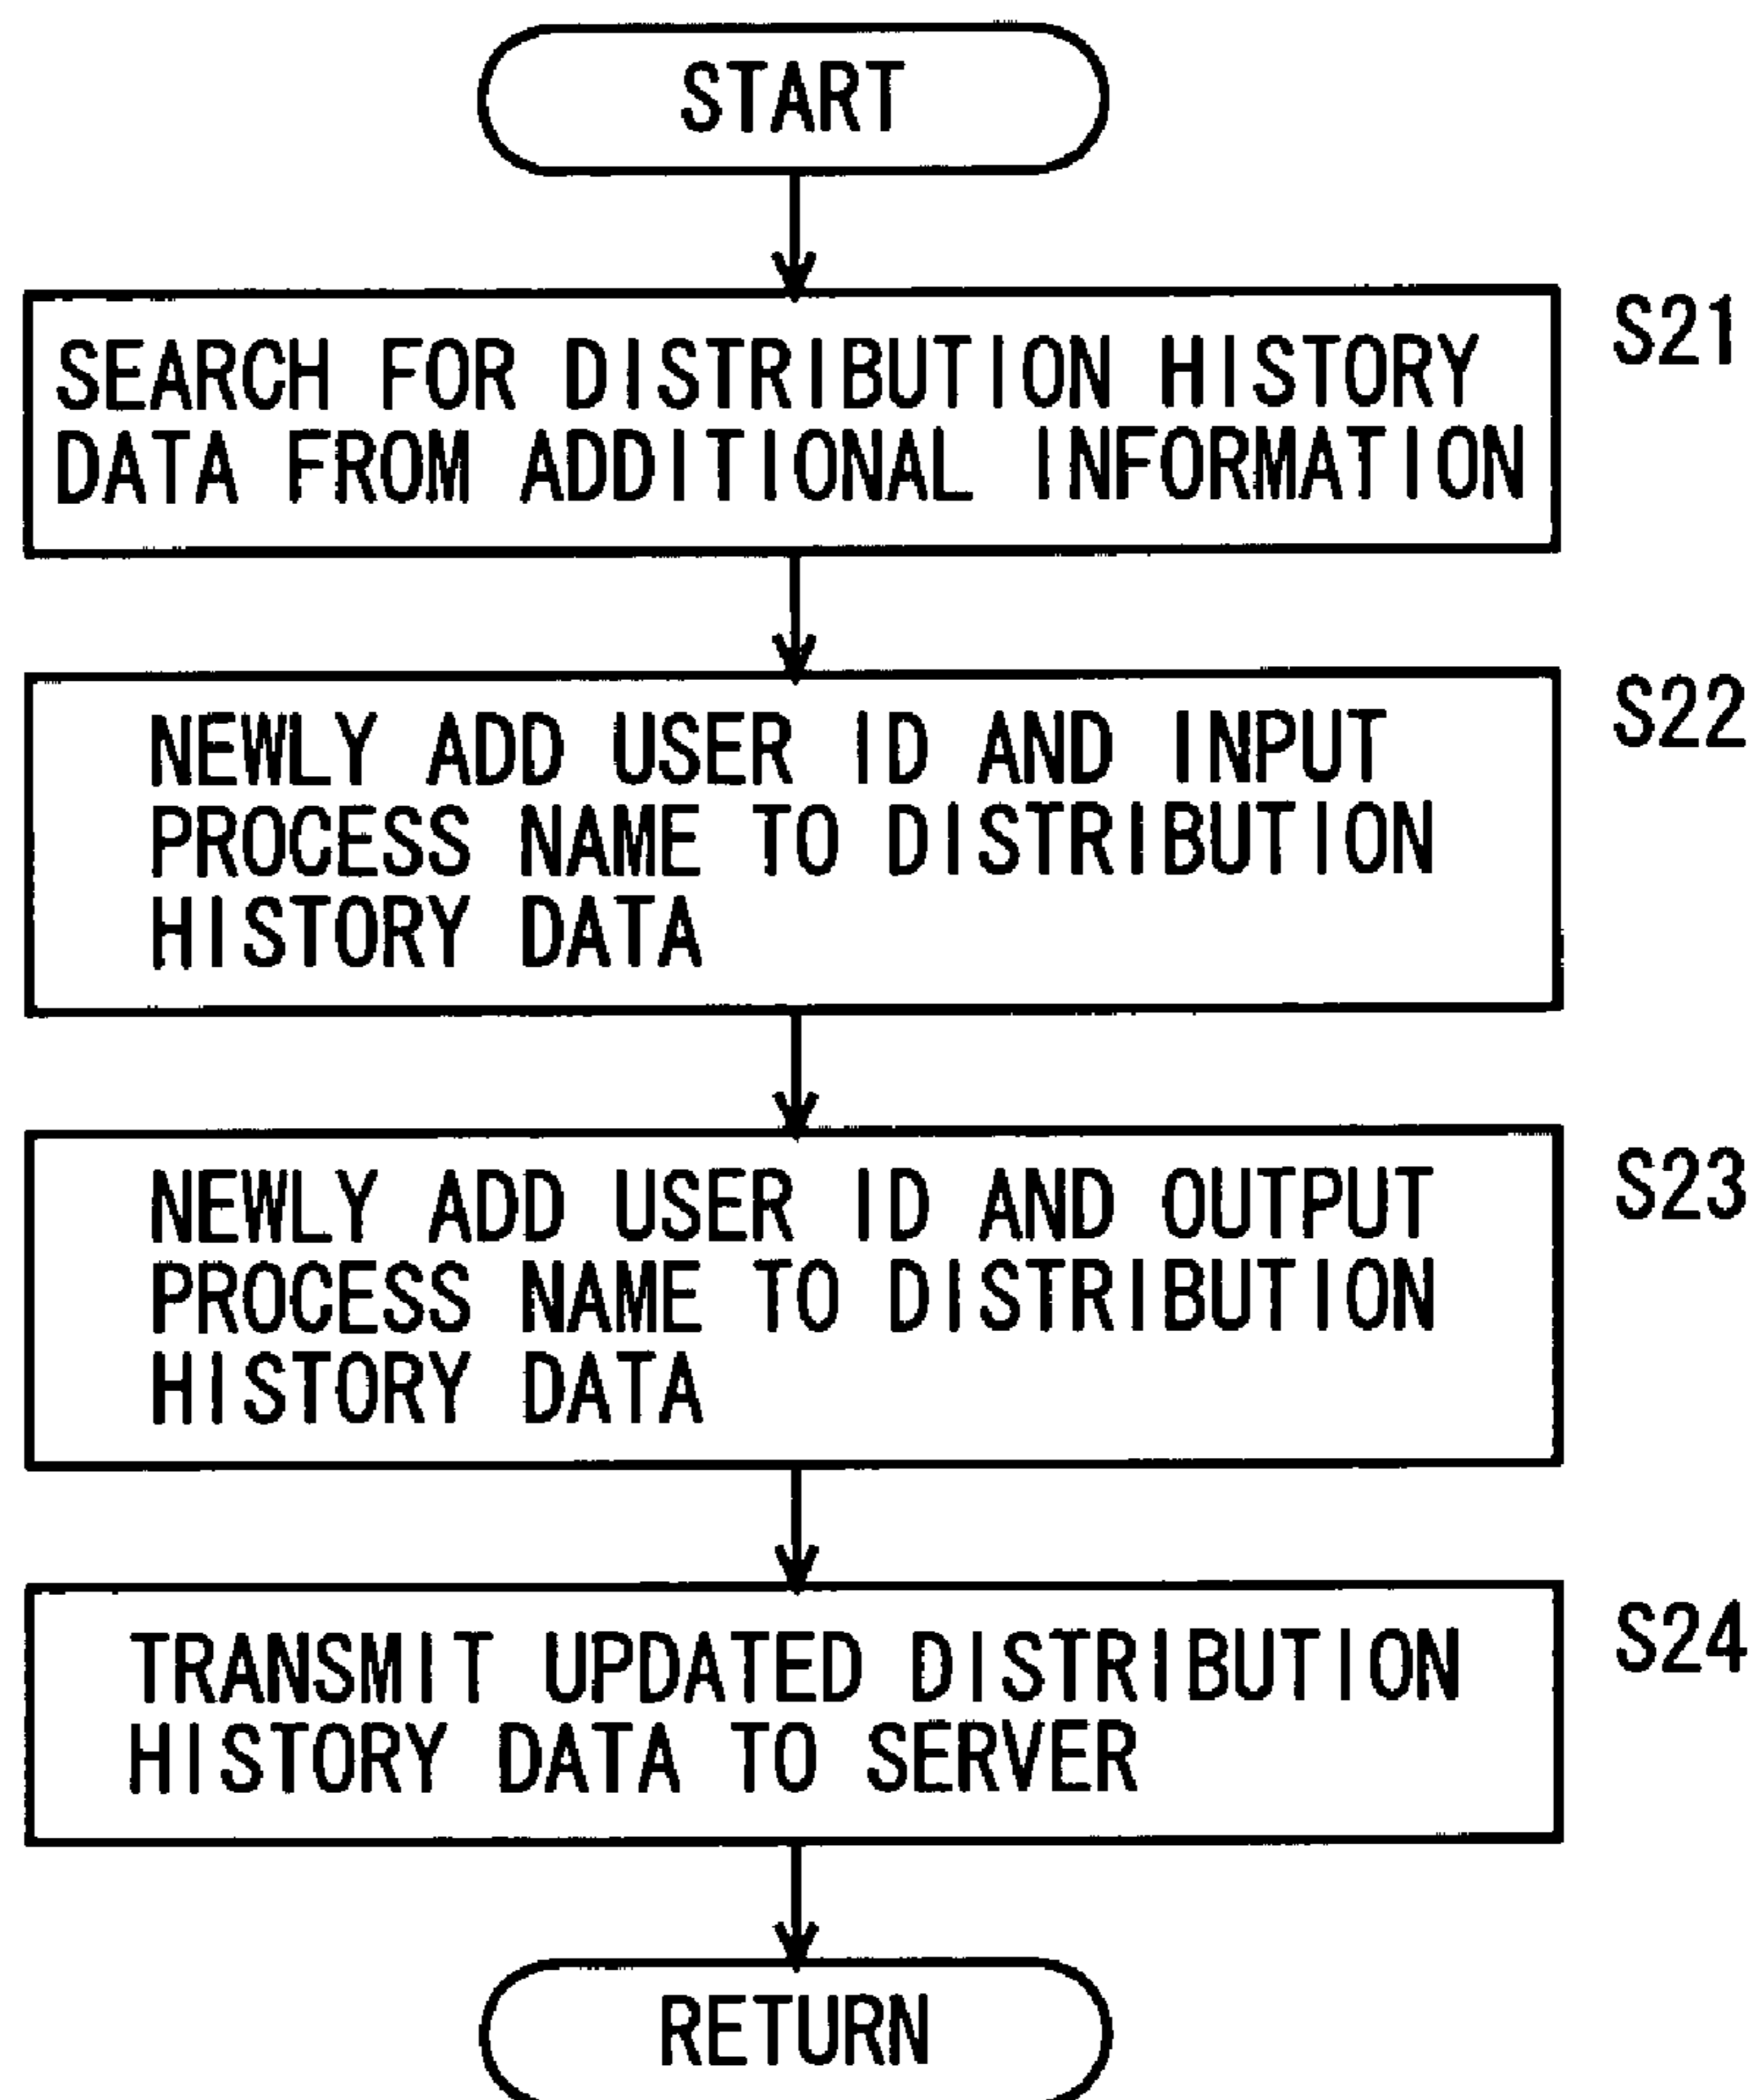 START
SEARCH FOR DISTRIBUTION HISTORY
DATA FROM ADDITIONAL INFORMATION
S21
NEWLY ADD USER ID AND INPUT
PROCESS NAME TO DISTRIBUTION
HISTORY DATA
S22
NEWLY ADD USER ID AND OUTPUT
PROCESS NAME TO DISTRIBUTION
HISTORY DATA
S23
TRANSMIT UPDATED DISTRIBUTION
HISTORY DATA TO SERVER
S24
RETURN